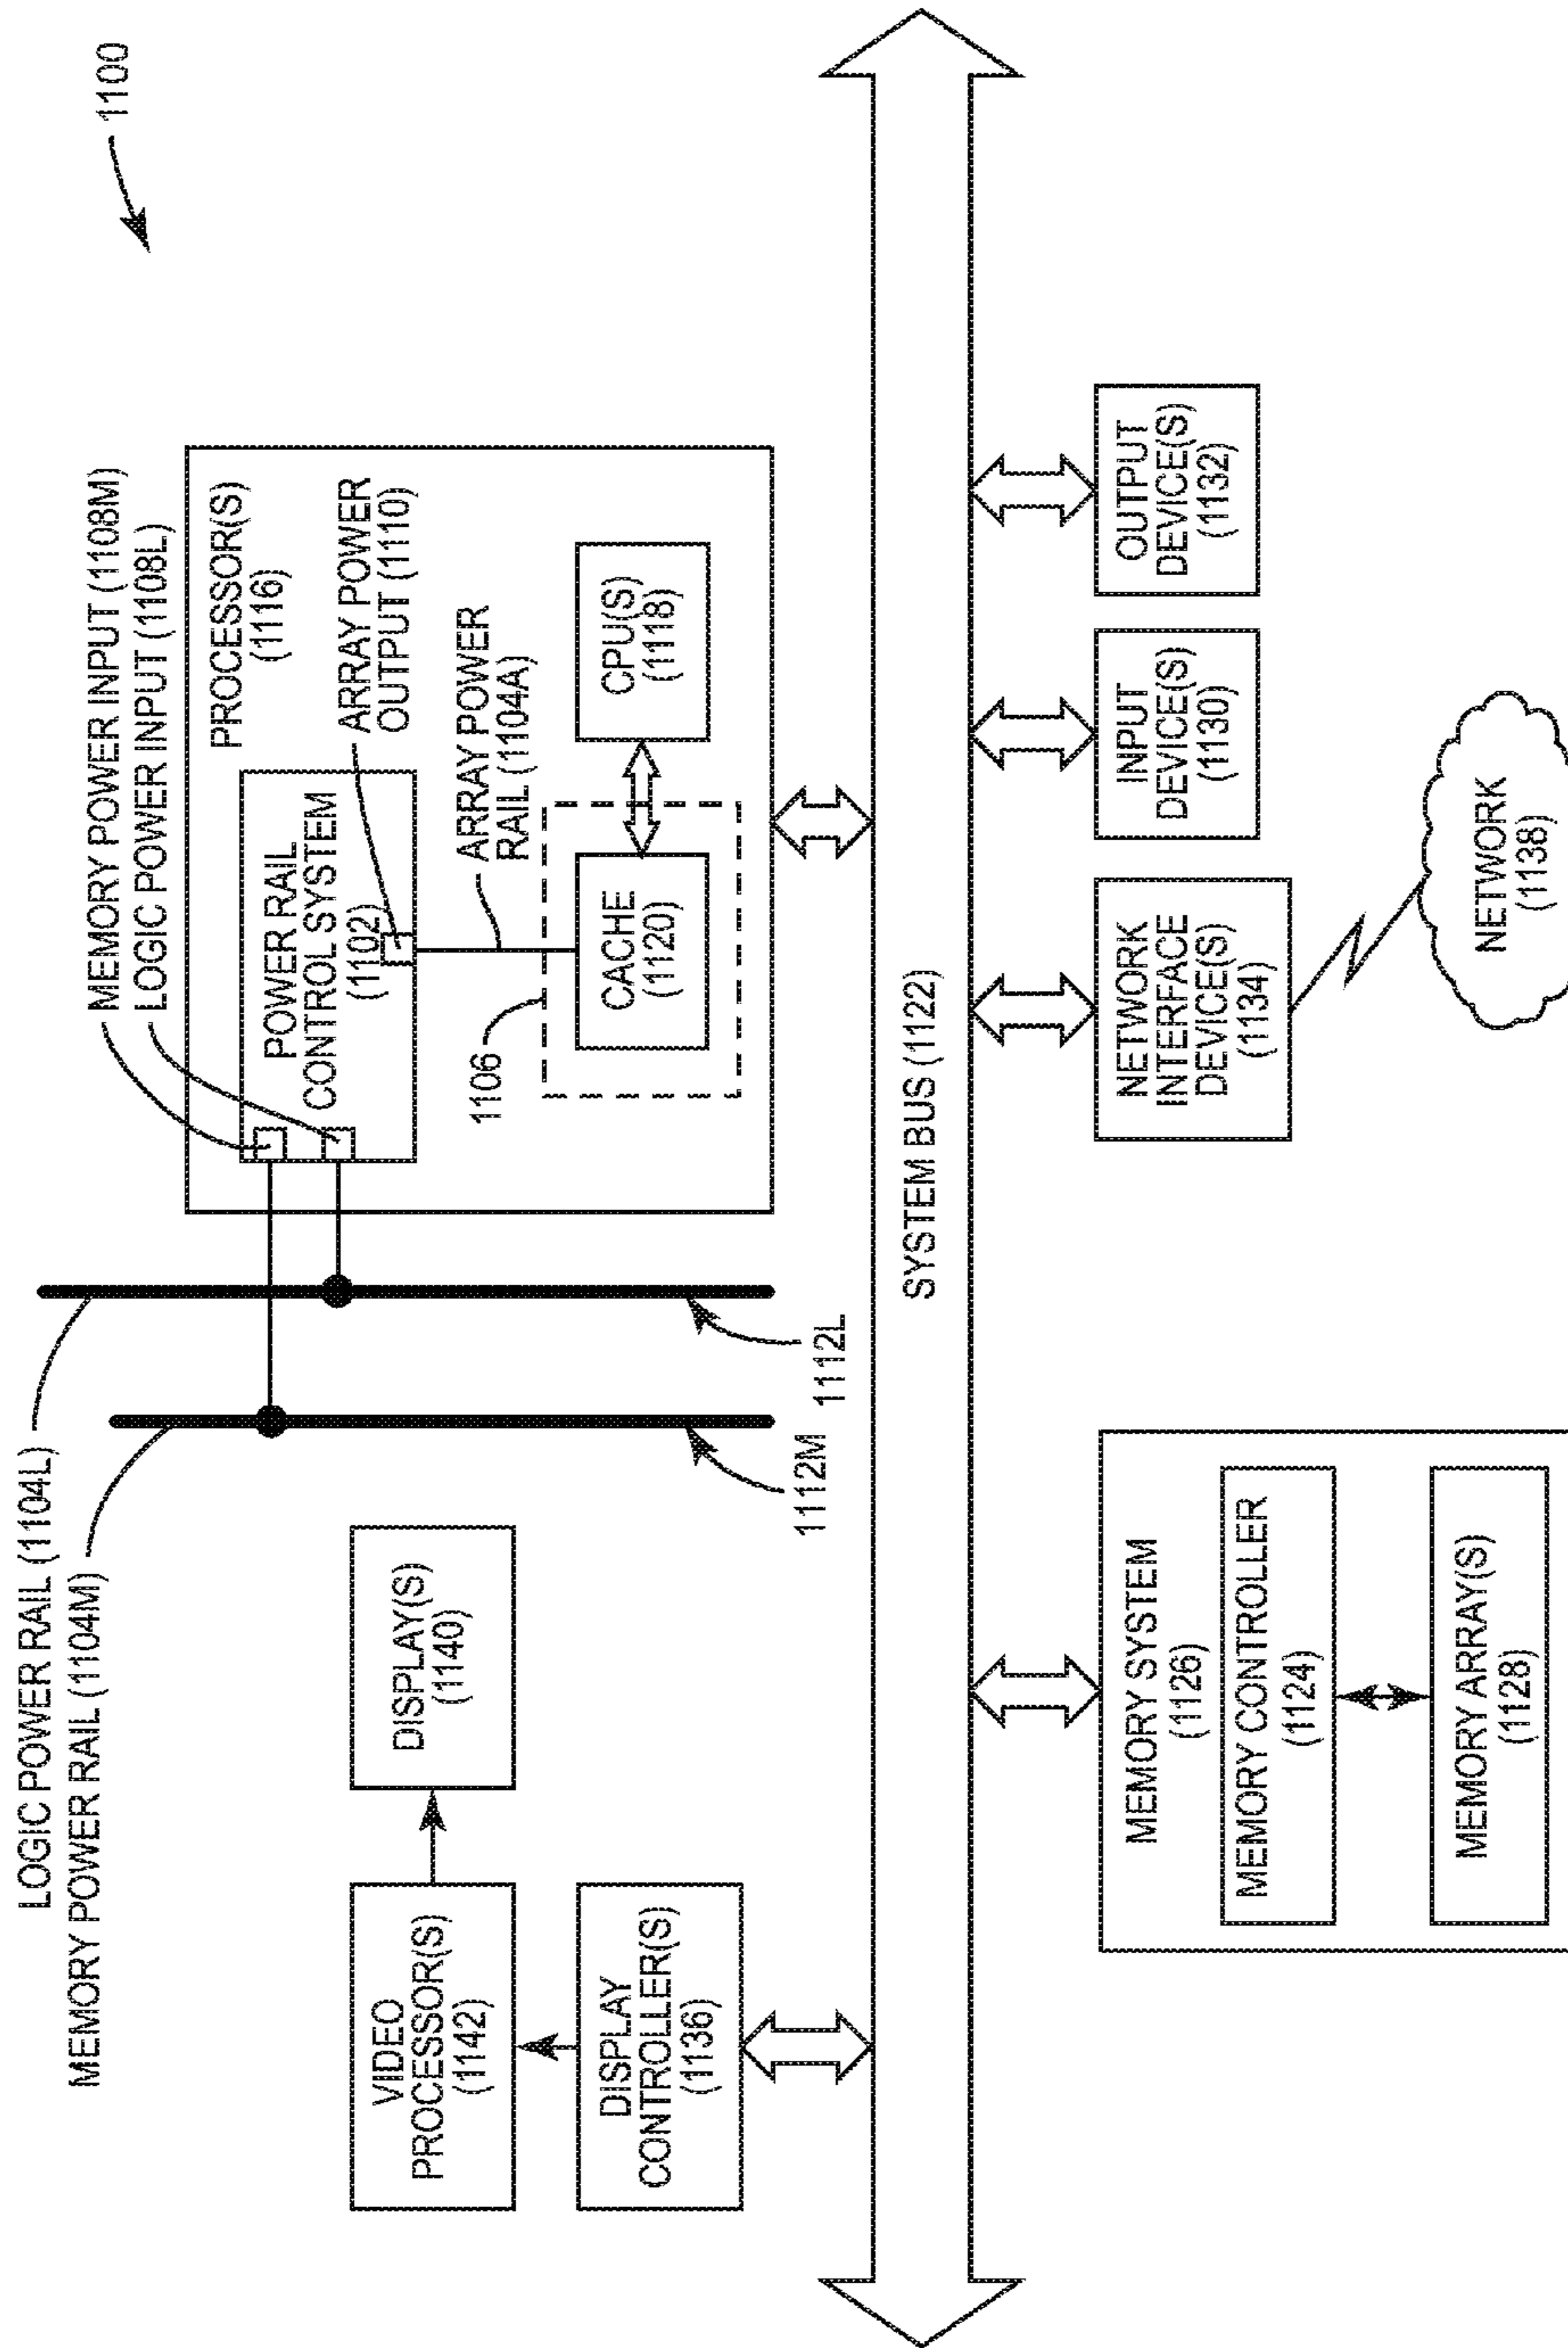 1100
LOGIC POWER RAIL (1104L)
MEMORY POWER RAIL (1104M)
MEMORY POWER INPUT (1108M)
LOGIC POWER INPUT (1108L)
PROCESSOR(S)
(1116)
POWER RAIL
CONTROL SYSTEM
(1102)
ARRAY POWER
OUTPUT (1110)
ARRAY POWER
RAIL (1104A)
1106
CACHE
(1120)
CPU(S)
(1118)
VIDEO
PROCESSOR(S)
(1142)
DISPLAY(S)
(1140)
DISPLAY
CONTROLLER(S)
(1136)
1112M
1112L
SYSTEM BUS (1122)
MEMORY SYSTEM
(1126)
MEMORY CONTROLLER
(1124)
MEMORY ARRAY(S)
(1128)
NETWORK
INTERFACE
DEVICE(S)
(1134)
INPUT
DEVICE(S)
(1130)
OUTPUT
DEVICE(S)
(1132)
NETWORK
(1138)